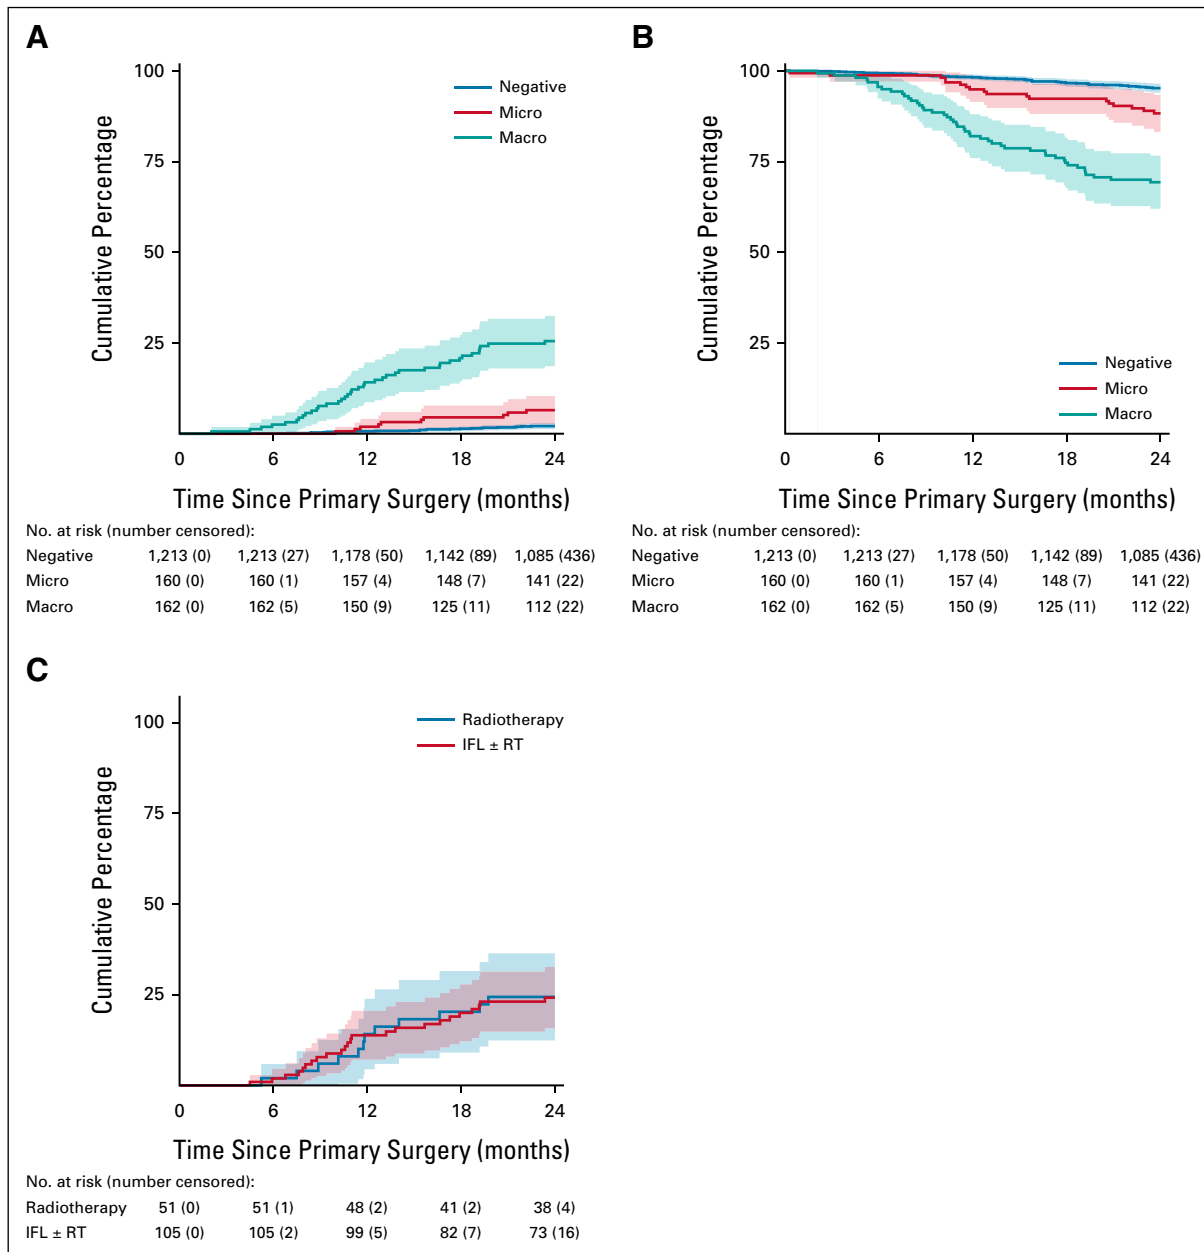 A
Cumulative Percentage
100
75
50
25
Negative
Micro
Macro
0 6 12 18 24
Time Since Primary Surgery (months)
No. at risk (number censored):
Negative 1,213 (0) 1,213 (27) 1,178 (50) 1,142 (89) 1,085 (436)
Micro 160 (0) 160 (1) 157 (4) 148 (7) 141 (22)
Macro 162 (0) 162 (5) 150 (9) 125 (11) 112 (22)
B
Cumulative Percentage
100
75
50
25
Negative
Micro
Macro
0 6 12 18 24
Time Since Primary Surgery (months)
No. at risk (number censored):
Negative 1,213 (0) 1,213 (27) 1,178 (50) 1,142 (89) 1,085 (436)
Micro 160 (0) 160 (1) 157 (4) 148 (7) 141 (22)
Macro 162 (0) 162 (5) 150 (9) 125 (11) 112 (22)
C
Cumulative Percentage
100
75
50
25
Radiotherapy
IFL ± RT
0 6 12 18 24
Time Since Primary Surgery (months)
No. at risk (number censored):
Radiotherapy 51 (0) 51 (1) 48 (2) 41 (2) 38 (4)
IFL ± RT 105 (0) 105 (2) 99 (5) 82 (7) 73 (16)